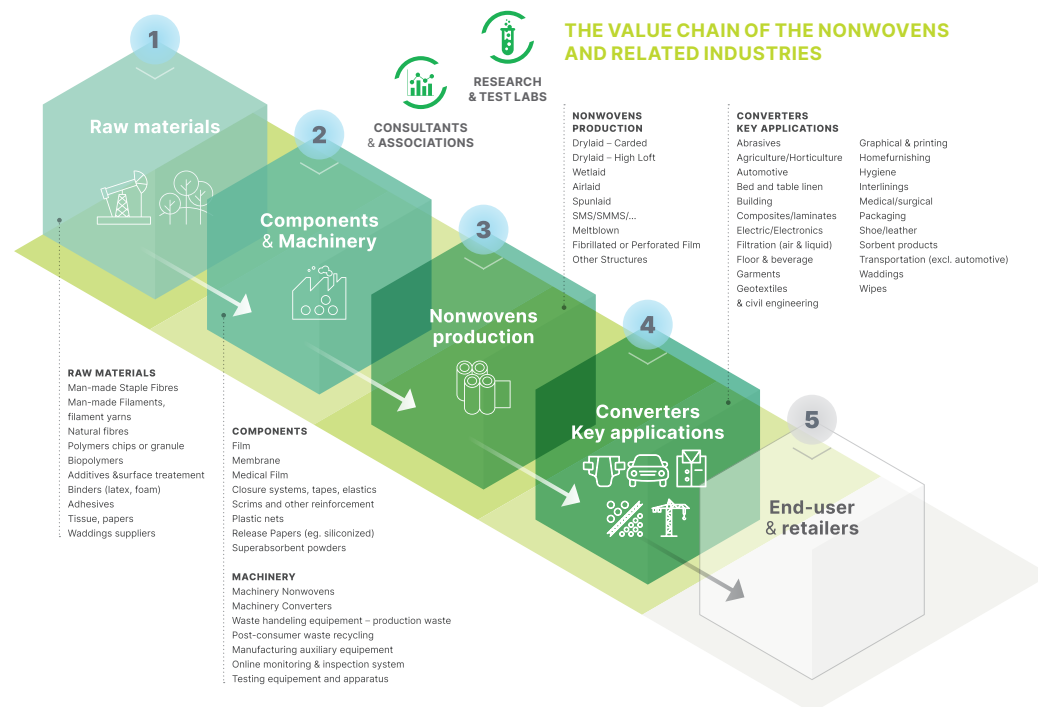 THE VALUE CHAIN OF THE NONWOVENS
AND RELATED INDUSTRIES
RESEARCH
& TEST LABS
CONSULTANTS
& ASSOCIATIONS
1
Raw materials
2
Components
& Machinery
3
Nonwovens
production
4
Converters
Key applications
5
End-user
& retailers
NONWOVENS
PRODUCTION
Drylaid – Carded
Drylaid – High Loft
Wetlaid
Airlaid
Spunlaid
SMS/SMMS/...
Meltblown
Fibrillated or Perforated Film
Other Structures
CONVERTERS
KEY APPLICATIONS
Abrasives
Agriculture/Horticulture
Automotive
Bed and table linen
Building
Composites/laminates
Electric/Electronics
Filtration (air & liquid)
Floor & beverage
Garments
Geotextiles
& civil engineering
Graphical & printing
Homefurnishing
Hygiene
Interlinings
Medical/surgical
Packaging
Shoe/leather
Sorbent products
Transportation (excl. automotive)
Waddings
Wipes
RAW MATERIALS
Man-made Staple Fibres
Man-made Filaments,
filament yarns
Natural fibres
Polymers chips or granule
Biopolymers
Additives &surface treatement
Binders (latex, foam)
Adhesives
Tissue, papers
Waddings suppliers
COMPONENTS
Film
Membrane
Medical Film
Closure systems, tapes, elastics
Scrims and other reinforcement
Plastic nets
Release Papers (eg. siliconized)
Superabsorbent powders
MACHINERY
Machinery Nonwovens
Machinery Converters
Waste handeling equipement – production waste
Post-consumer waste recycling
Manufacturing auxiliary equipement
Online monitoring & inspection system
Testing equipement and apparatus